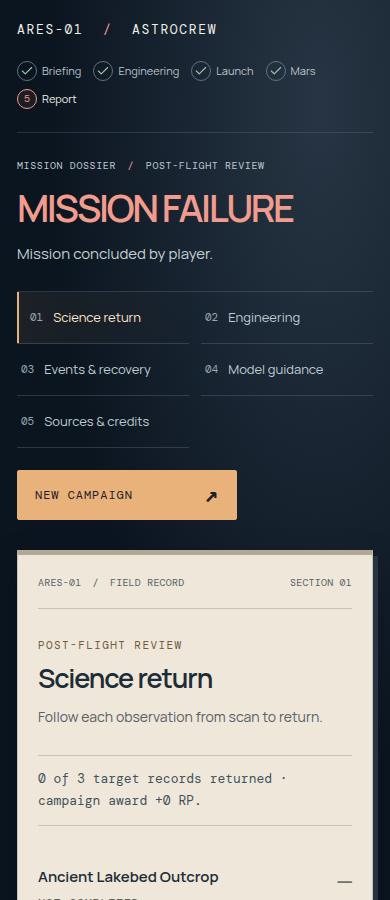 ARES-01 / ASTROCREW
Briefing Engineering Launch Mars
5 Report
MISSION DOSSIER / POST-FLIGHT REVIEW
MISSION FAILURE
Mission concluded by player.
01 Science return
02 Engineering
03 Events & recovery
04 Model guidance
05 Sources & credits
NEW CAMPAIGN ↗
ARES-01 / FIELD RECORD SECTION 01
POST-FLIGHT REVIEW
Science return
Follow each observation from scan to return.
0 of 3 target records returned ·
campaign award +0 RP.
Ancient Lakebed Outcrop —